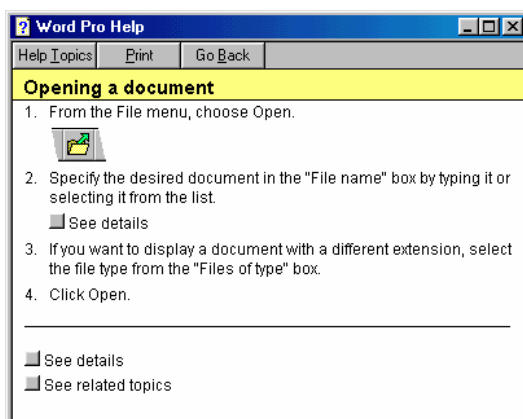 Word Pro Help
Help Topics Print Go Back
Opening a document
1. From the File menu, choose Open.
2. Specify the desired document in the "File name" box by typing it or
selecting it from the list.
See details
3. If you want to display a document with a different extension, select
the file type from the "Files of type" box.
4. Click Open.
See details
See related topics